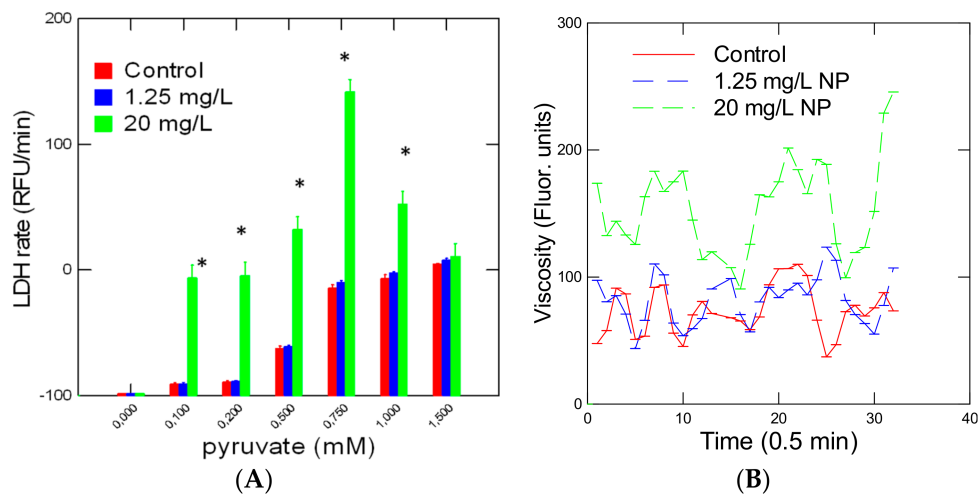 200
100
0
-100
LDH rate (RFU/min)
Control
1.25 mg/L
20 mg/L
* * * * *
0,000 0,100 0,200 0,500 0,750 1,000 1,500
pyruvate (mM)
(A)
300
200
100
0
Viscosity (Fluor. units)
Control
1.25 mg/L NP
20 mg/L NP
0 10 20 30 40
Time (0.5 min)
(B)